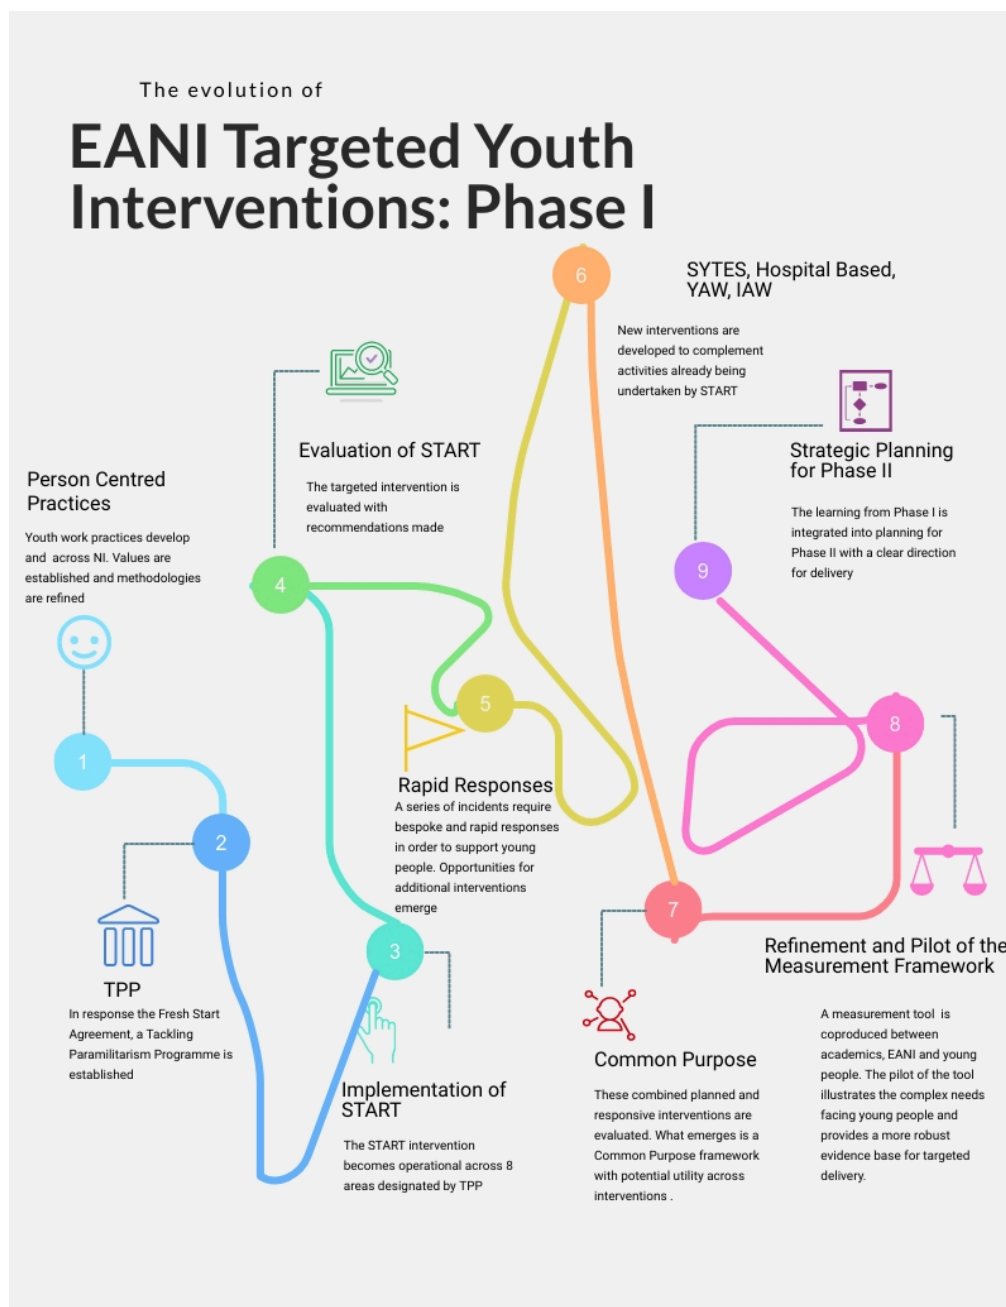 The evolution of
EANI Targeted Youth
Interventions: Phase I
1
Person Centred
Practices
Youth work practices develop
and  across NI. Values are
established and methodologies
are refined
2
TPP
In response the Fresh Start
Agreement, a Tackling
Paramilitarism Programme is
established
3
Implementation of
START
The START intervention
becomes operational across 8
areas designated by TPP
4
Evaluation of START
The targeted intervention is
evaluated with
recommendations made
5
Rapid Responses
A series of incidents require
bespoke and rapid responses
in order to support young
people. Opportunities for
additional interventions
emerge
6
SYTES, Hospital Based,
YAW, IAW
New interventions are
developed to complement
activities already being
undertaken by START
7
Common Purpose
These combined planned and
responsive interventions are
evaluated. What emerges is a
Common Purpose framework
with potential utility across
interventions .
8
Refinement and Pilot of the
Measurement Framework
A measurement tool  is
coproduced between
academics, EANI and young
people. The pilot of the tool
illustrates the complex needs
facing young people and
provides a more robust
evidence base for targeted
delivery.
9
Strategic Planning
for Phase II
The learning from Phase I is
integrated into planning for
Phase II with a clear direction
for delivery